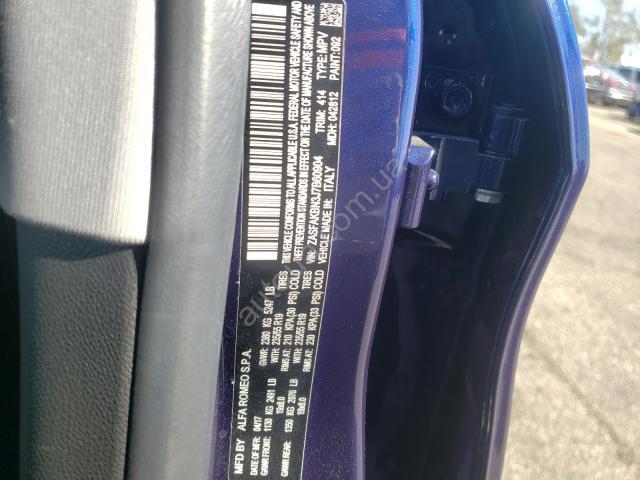 MFD BY ALFA ROMEO S.P.A.
DATE OF MFD: 04/17 GVWR: 2380 KG 5247 LB
GAWR FRONT: 1130 KG 2491 LB WITH: 235/55 R19 TIRES
19x8.0 RIMS AT: 210 KPA(30 PSI) COLD
GAWR REAR: 1350 KG 2976 LB WITH: 235/55 R19 TIRES
19x8.0 RIMS AT: 230 KPA(33 PSI) COLD
THIS VEHICLE CONFORMS TO ALL APPLICABLE U.S.A. FEDERAL MOTOR VEHICLE SAFETY AND
THEFT PREVENTION STANDARDS IN EFFECT ON THE DATE OF MANUFACTURE SHOWN ABOVE
VIN: ZASFAKBN3J7B60904 TYPE: MPV
VEHICLE MADE IN: ITALY TRIM: 414
MDH: 042812 PAINT: 092